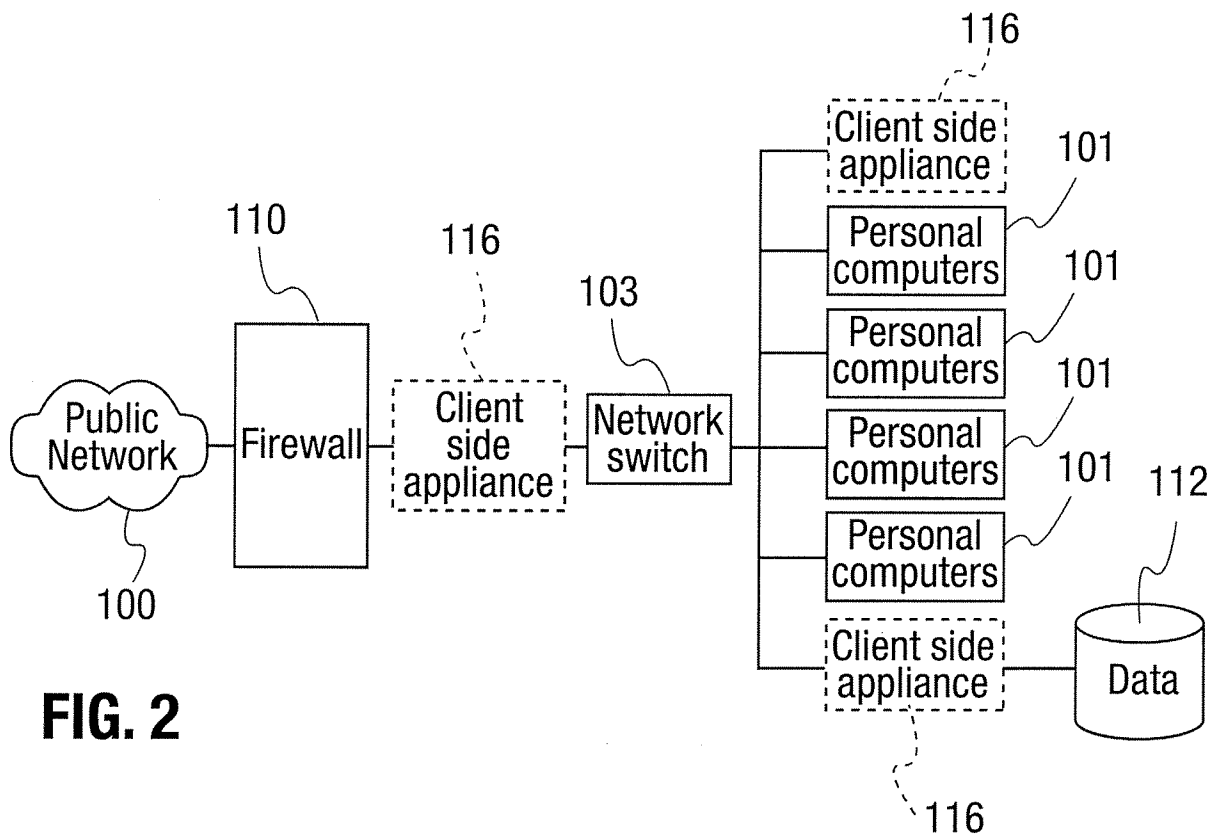 116
Client side
appliance
101
Personal
computers
110
116
101
103
Personal
computers
101
Public
Network
Firewall
Client
side
appliance
Network
switch
Personal
computers
101
112
Personal
computers
100
Client side
appliance
Data
FIG. 2
116